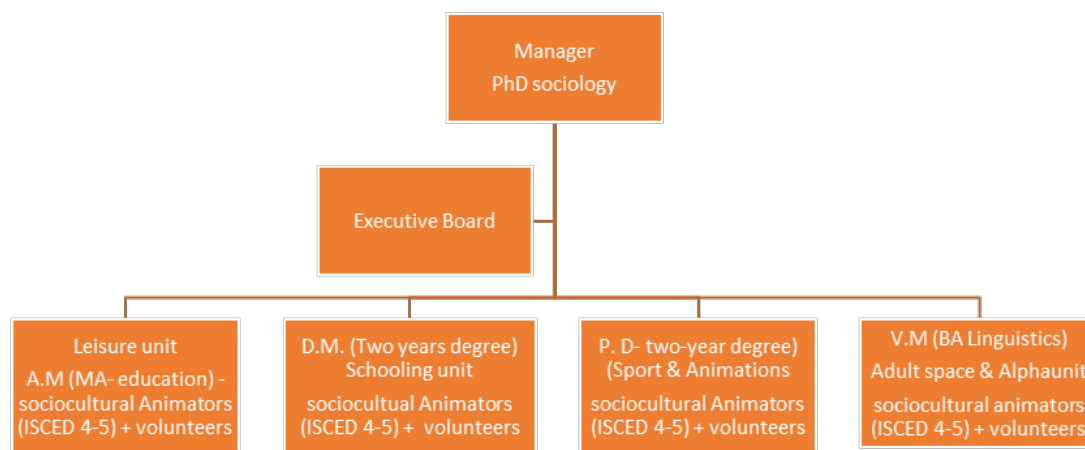 Manager
PhD sociology
Executive Board
Leisure unit
A.M (MA- education) -
sociocultural Animators
(ISCED 4-5) + volunteers
D.M. (Two years degree)
Schooling unit
sociocultual Animators
(ISCED 4-5) + volunteers
P. D- two-year degree)
(Sport & Animations
sociocultural Animators
(ISCED 4-5) + volunteers
V.M (BA Linguistics)
Adult space & Alphaunit
sociocultural animators
(ISCED 4-5) + volunteers